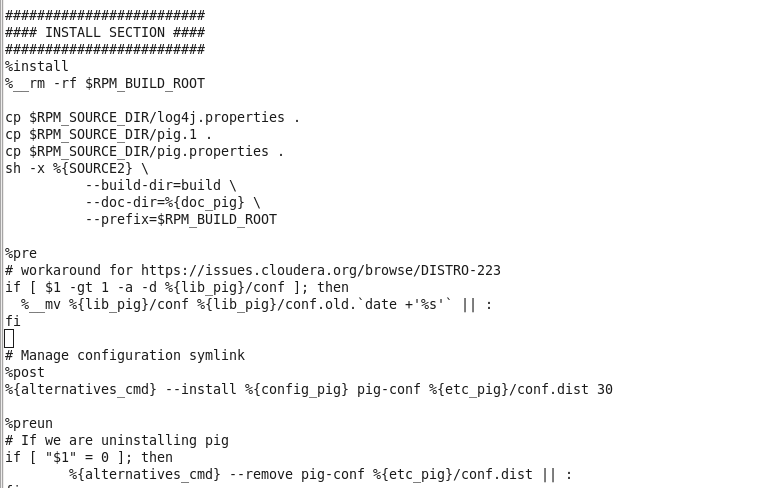 #########################
#### INSTALL SECTION ####
#########################
%install
%__rm -rf $RPM_BUILD_ROOT

cp $RPM_SOURCE_DIR/log4j.properties .
cp $RPM_SOURCE_DIR/pig.1 .
cp $RPM_SOURCE_DIR/pig.properties .
sh -x %{SOURCE2} \
          --build-dir=build \
          --doc-dir=%{doc_pig} \
          --prefix=$RPM_BUILD_ROOT

%pre
# workaround for https://issues.cloudera.org/browse/DISTRO-223
if [ $1 -gt 1 -a -d %{lib_pig}/conf ]; then
  %__mv %{lib_pig}/conf %{lib_pig}/conf.old.`date +'%s'` || :
fi

# Manage configuration symlink
%post
%{alternatives_cmd} --install %{config_pig} pig-conf %{etc_pig}/conf.dist 30

%preun
# If we are uninstalling pig
if [ "$1" = 0 ]; then
        %{alternatives_cmd} --remove pig-conf %{etc_pig}/conf.dist || :